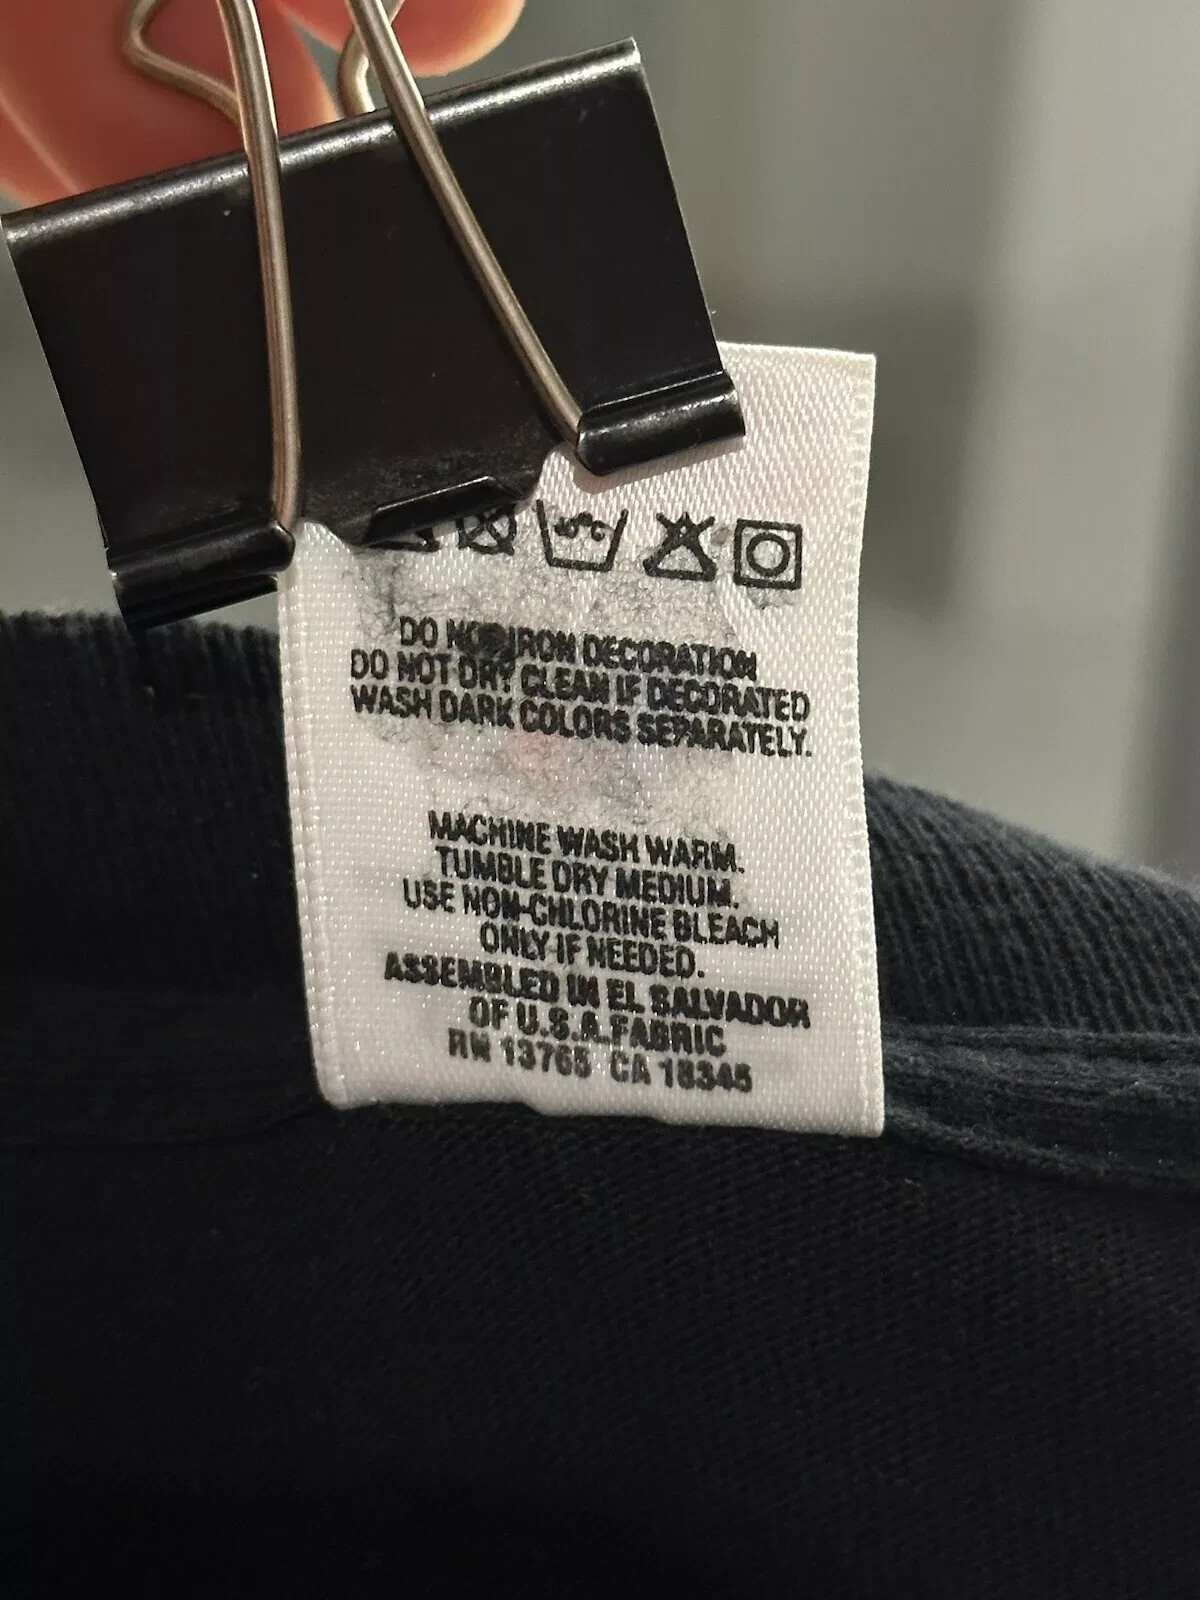 40°C
DO NOT IRON DECORATION
DO NOT DRY CLEAN IF DECORATED
WASH DARK COLORS SEPARATELY.
MACHINE WASH WARM.
TUMBLE DRY MEDIUM.
USE NON-CHLORINE BLEACH
ONLY IF NEEDED.
ASSEMBLED IN EL SALVADOR
OF U.S.A. FABRIC
RN 13765 CA 18345